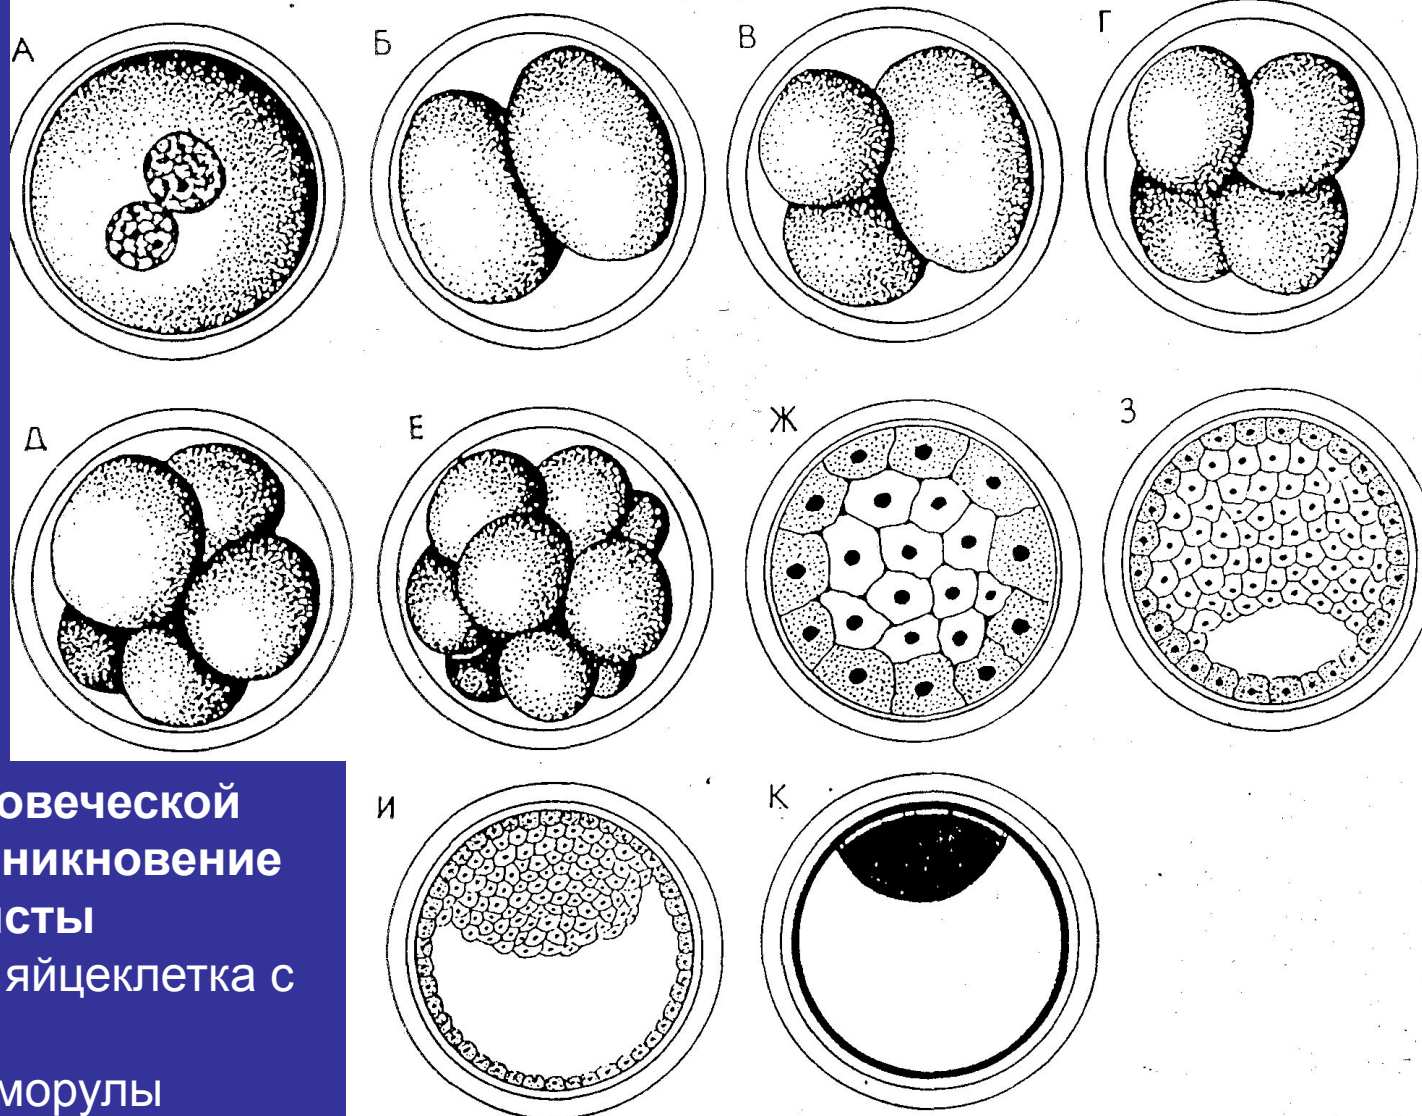 А
Б
В
Г
Д
Е
Ж
З
И
К
овеческой
никновение
исты
яйцеклетка с
морулы